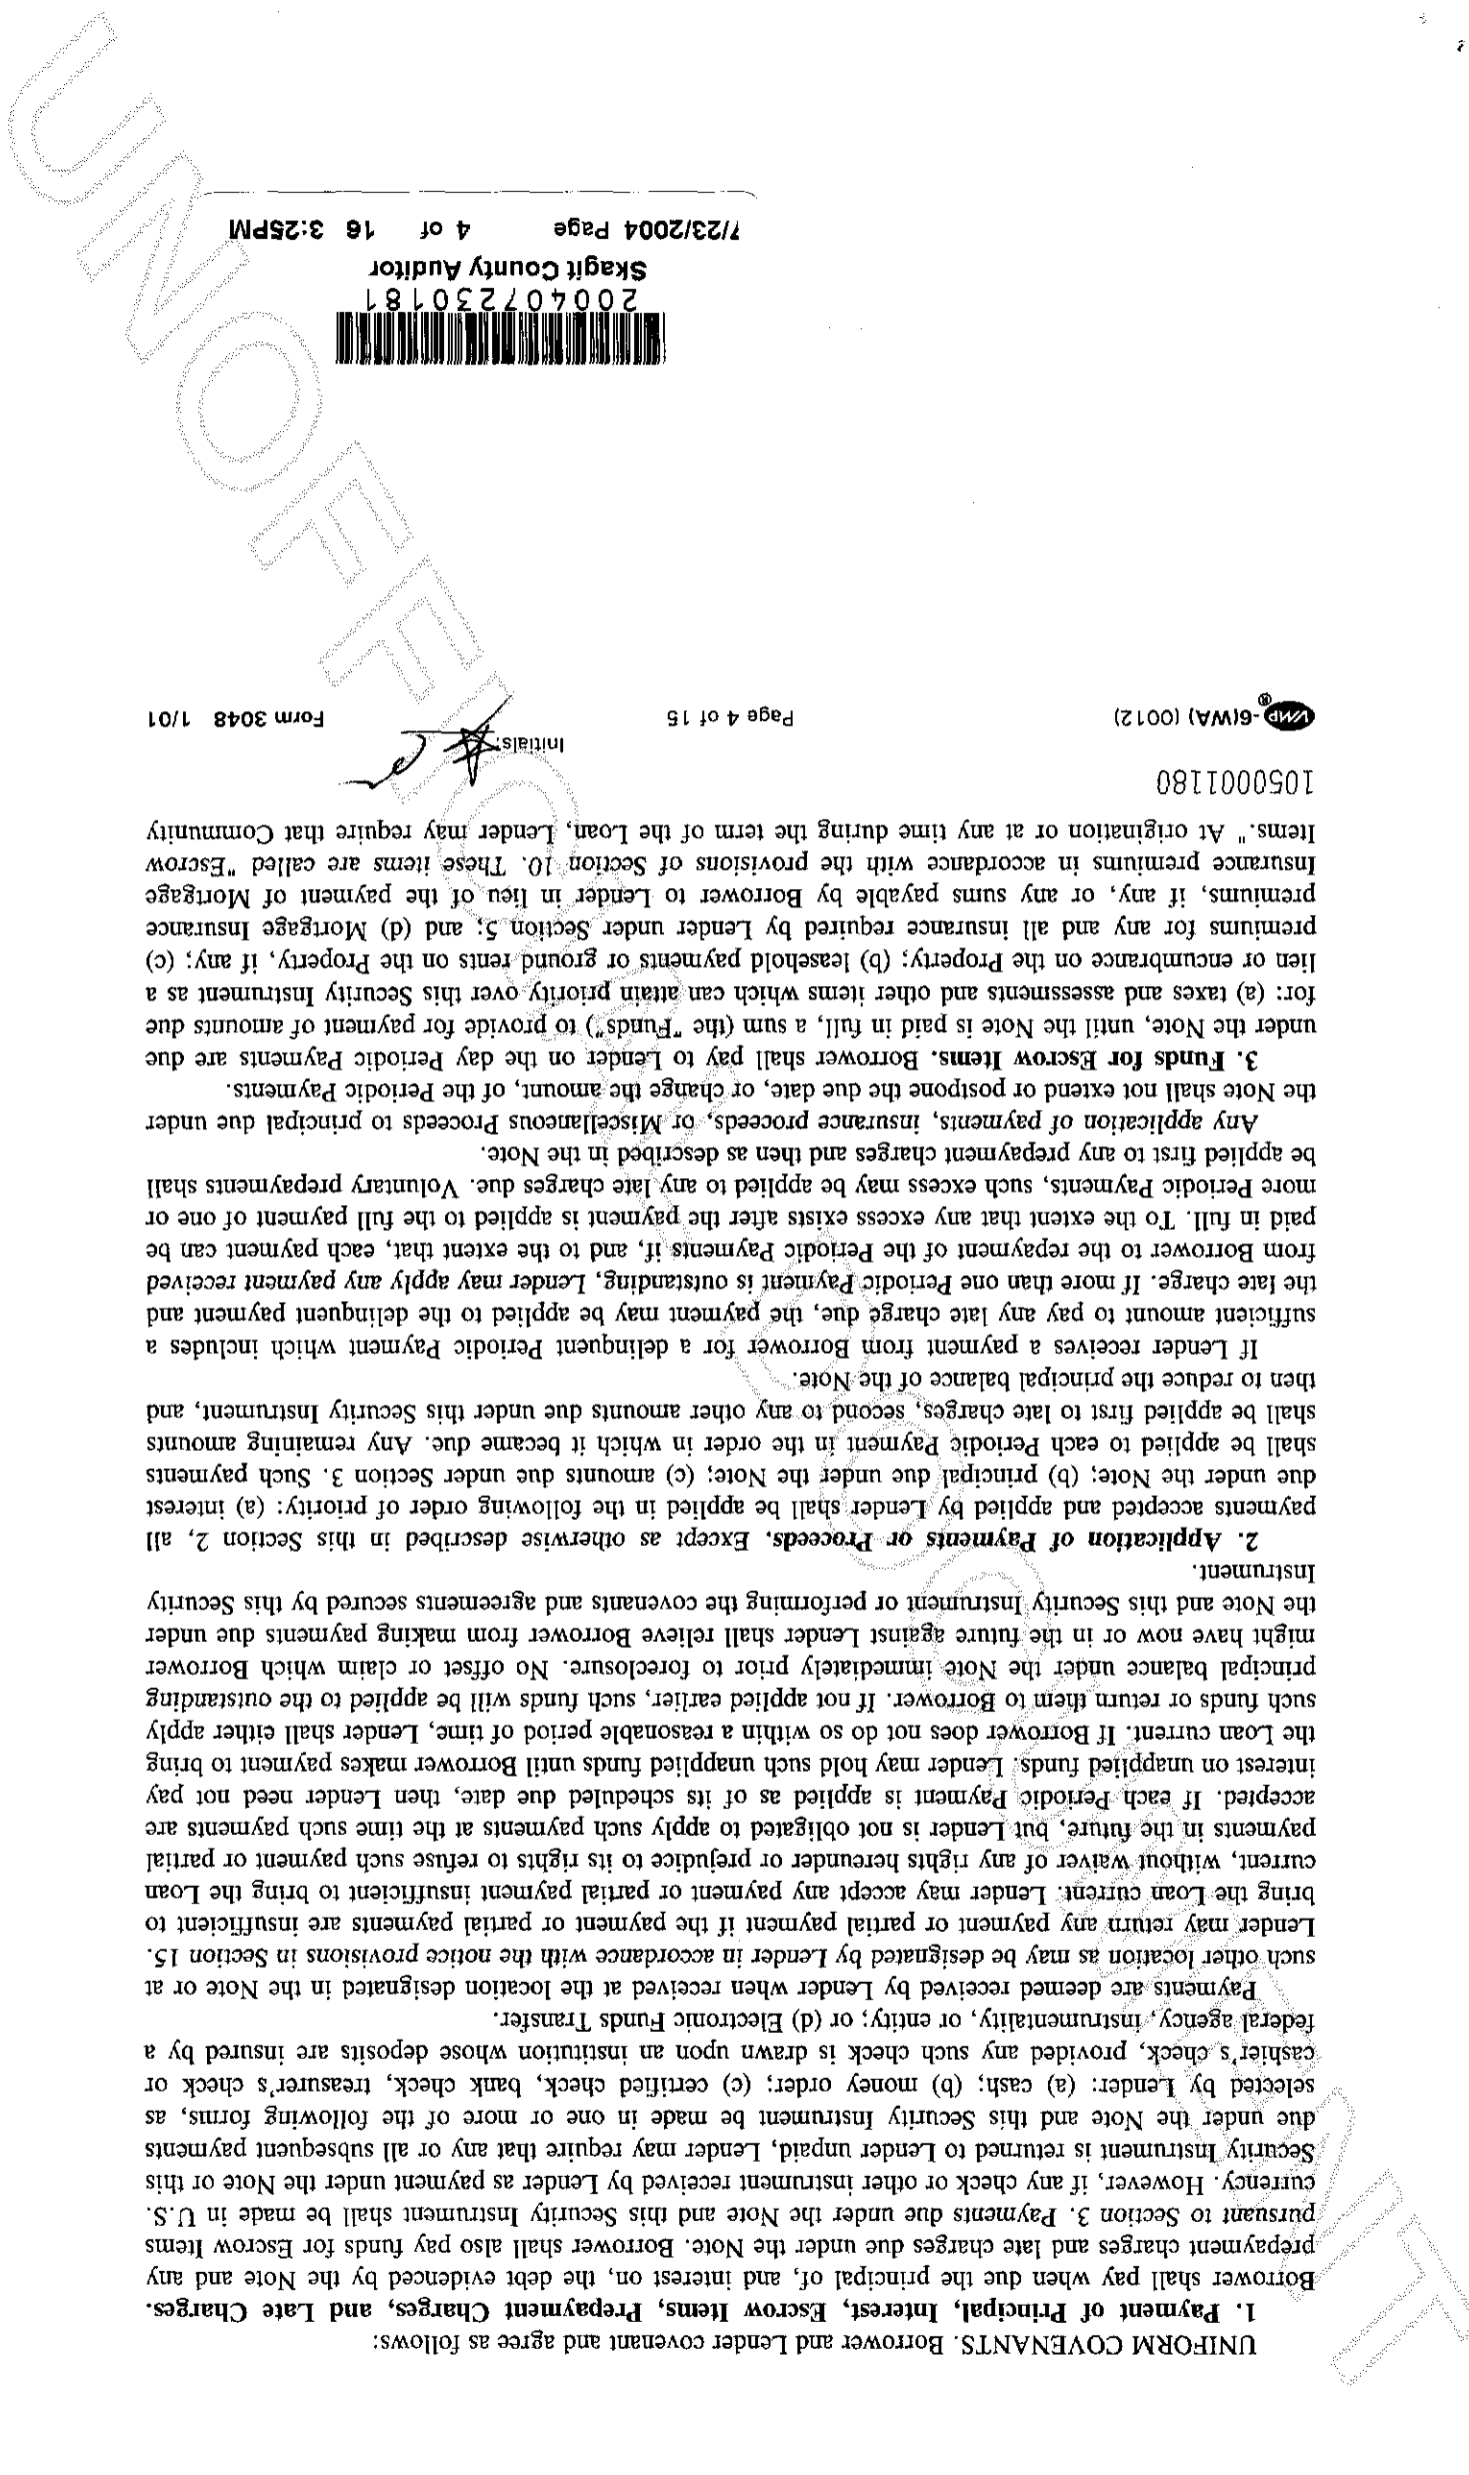 UNIFORM COVENANTS. Borrower and Lender covenant and agree as follows:
1. Payment of Principal, Interest, Escrow Items, Prepayment Charges, and Late Charges.
Borrower shall pay when due the principal of, and interest on, the debt evidenced by the Note and any
prepayment charges and late charges due under the Note. Borrower shall also pay funds for Escrow Items
pursuant to Section 3. Payments due under the Note and this Security Instrument shall be made in U.S.
currency. However, if any check or other instrument received by Lender as payment under the Note or this
Security Instrument is returned to Lender unpaid, Lender may require that any or all subsequent payments
due under the Note and this Security Instrument be made in one or more of the following forms, as
selected by Lender: (a) cash; (b) money order; (c) certified check, bank check, treasurer's check or
cashier's check, provided any such check is drawn upon an institution whose deposits are insured by a
federal agency, instrumentality, or entity; or (d) Electronic Funds Transfer.
Payments are deemed received by Lender when received at the location designated in the Note or at
such other location as may be designated by Lender in accordance with the notice provisions in Section 15.
Lender may return any payment or partial payment if the payment or partial payments are insufficient to
bring the Loan current. Lender may accept any payment or partial payment insufficient to bring the Loan
current, without waiver of any rights hereunder or prejudice to its rights to refuse such payment or partial
payments in the future, but Lender is not obligated to apply such payments at the time such payments are
accepted. If each Periodic Payment is applied as of its scheduled due date, then Lender need not pay
interest on unapplied funds. Lender may hold such unapplied funds until Borrower makes payment to bring
the Loan current. If Borrower does not do so within a reasonable period of time, Lender shall either apply
such funds or return them to Borrower. If not applied earlier, such funds will be applied to the outstanding
principal balance under the Note immediately prior to foreclosure. No offset or claim which Borrower
might have now or in the future against Lender shall relieve Borrower from making payments due under
the Note and this Security Instrument or performing the covenants and agreements secured by this Security
Instrument.
2. Application of Payments or Proceeds. Except as otherwise described in this Section 2, all
payments accepted and applied by Lender shall be applied in the following order of priority: (a) interest
due under the Note; (b) principal due under the Note; (c) amounts due under Section 3. Such payments
shall be applied to each Periodic Payment in the order in which it became due. Any remaining amounts
shall be applied first to late charges, second to any other amounts due under this Security Instrument, and
then to reduce the principal balance of the Note.
If Lender receives a payment from Borrower for a delinquent Periodic Payment which includes a
sufficient amount to pay any late charge due, the payment may be applied to the delinquent payment and
the late charge. If more than one Periodic Payment is outstanding, Lender may apply any payment received
from Borrower to the repayment of the Periodic Payments if, and to the extent that, each payment can be
paid in full. To the extent that any excess exists after the payment is applied to the full payment of one or
more Periodic Payments, such excess may be applied to any late charges due. Voluntary prepayments shall
be applied first to any prepayment charges and then as described in the Note.
Any application of payments, insurance proceeds, or Miscellaneous Proceeds to principal due under
the Note shall not extend or postpone the due date, or change the amount, of the Periodic Payments.
3. Funds for Escrow Items. Borrower shall pay to Lender on the day Periodic Payments are due
under the Note, until the Note is paid in full, a sum (the "Funds") to provide for payment of amounts due
for: (a) taxes and assessments and other items which can attain priority over this Security Instrument as a
lien or encumbrance on the Property; (b) leasehold payments or ground rents on the Property, if any; (c)
premiums for any and all insurance required by Lender under Section 5; and (d) Mortgage Insurance
premiums, if any, or any sums payable by Borrower to Lender in lieu of the payment of Mortgage
Insurance premiums in accordance with the provisions of Section 10. These items are called "Escrow
Items." At origination or at any time during the term of the Loan, Lender may require that Community
1050001180
Initials:
VMP®-6(WA) (0012) Page 4 of 15 Form 3048 1/01
200407230181
Skagit County Auditor
7/23/2004 Page 4 of 16 3:25PM
UNOFFICIAL DOCUMENT